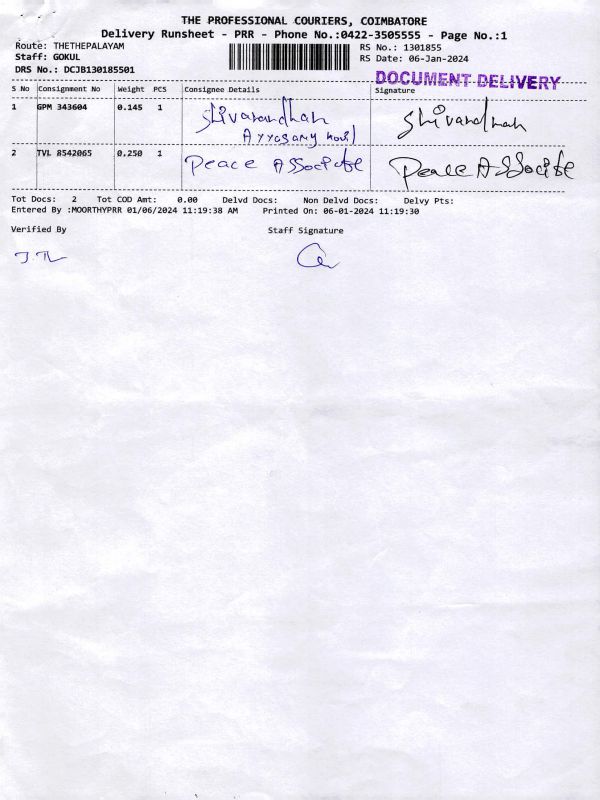 THE PROFESSIONAL COURIERS, COIMBATORE
Delivery Runsheet - PRR - Phone No.:0422-3505555 - Page No.:1
Route: THETHEPALAYAM RS No.: 1301855
Staff: GOKUL RS Date: 06-Jan-2024
DRS No.: DCJB130185501 DOCUMENT DELIVERY
S No Consignment No Weight PCS Consignee Details Signature
1 GPM 343604 0.145 1 Shivanandhan Shivanandhan
Ayyasamy
2 TVL 8542065 0.250 1 Peace Associate Peace Associate
Tot Docs: 2 Tot COD Amt: 0.00 Delvd Docs: Non Delvd Docs: Delvy Pts:
Entered By :MOORTHYPRR 01/06/2024 11:19:38 AM Printed On: 06-01-2024 11:19:30
Verified By Staff Signature